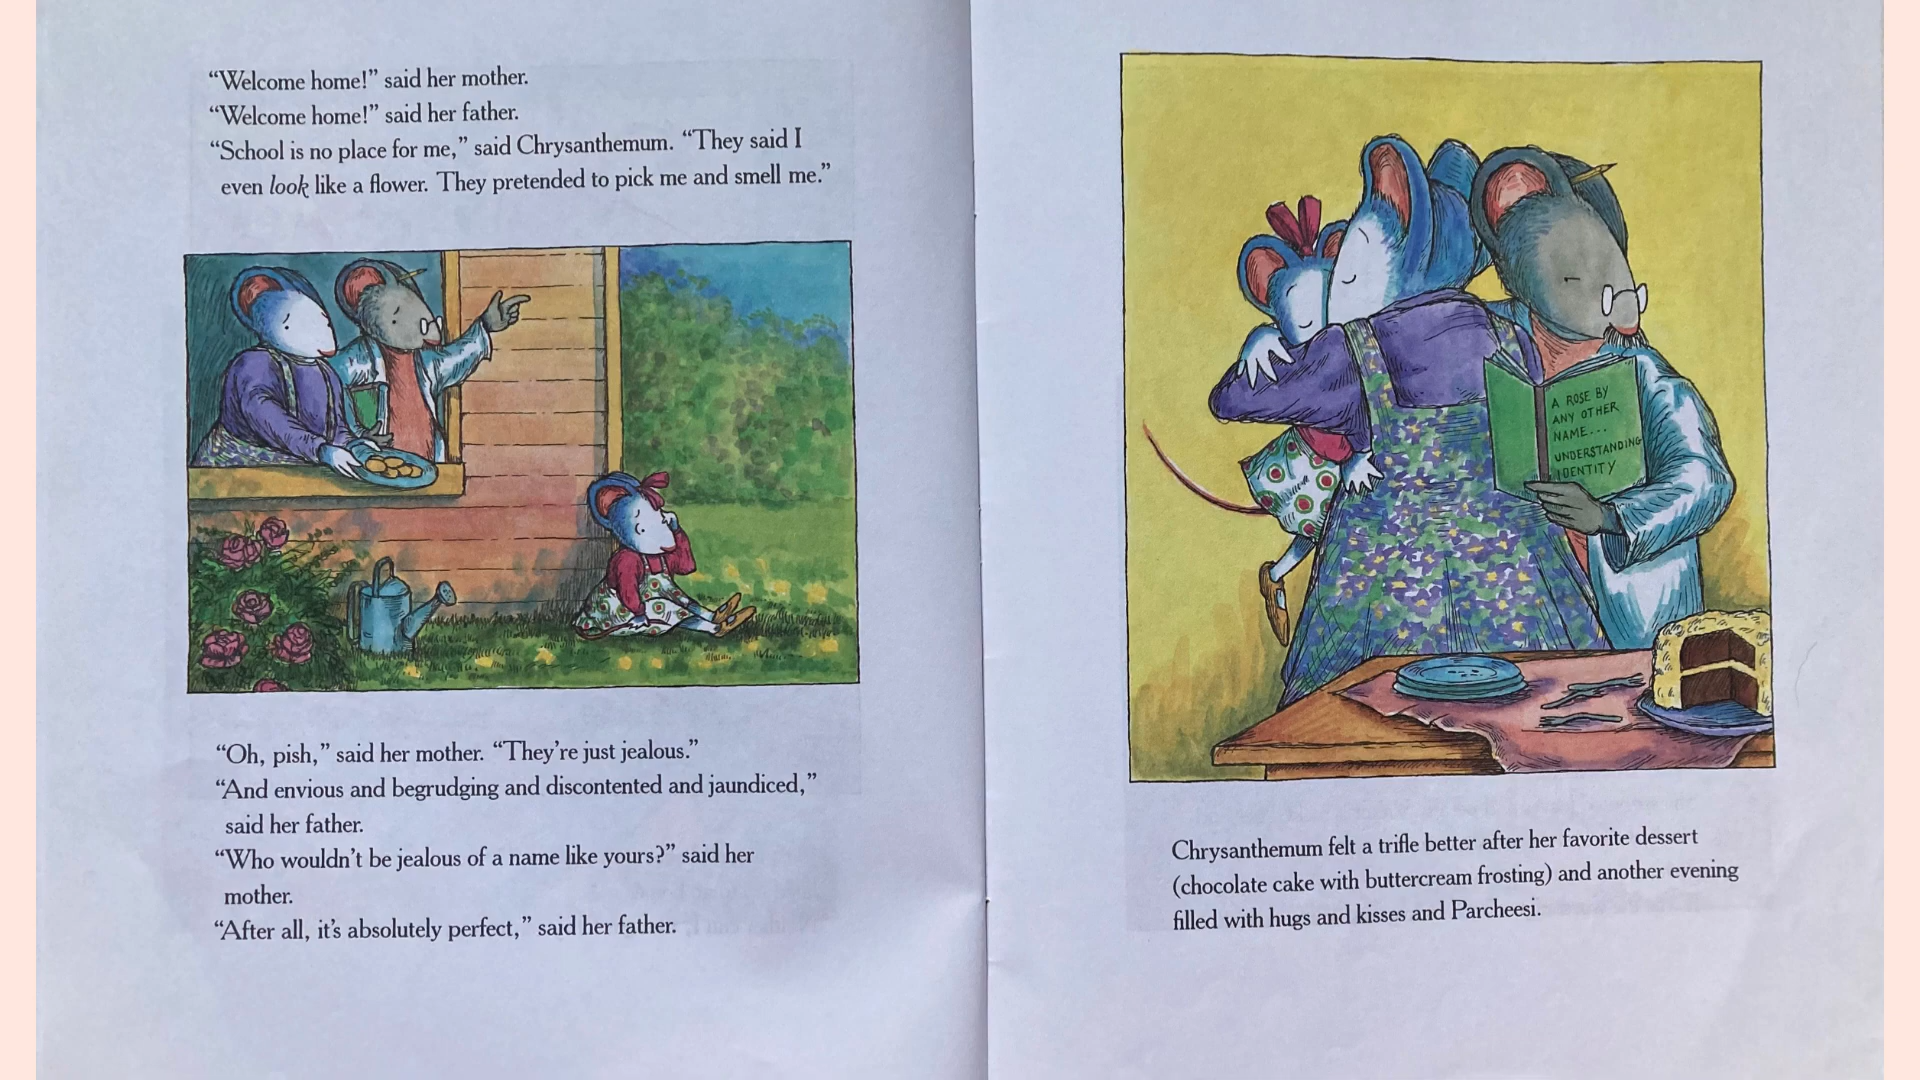 “Welcome home!” said her mother.
“Welcome home!” said her father.
“School is no place for me,” said Chrysanthemum. “They said I
even look like a flower. They pretended to pick me and smell me.”
“Oh, pish,” said her mother. “They’re just jealous.”
“And envious and begrudging and discontented and jaundiced,”
said her father.
“Who wouldn’t be jealous of a name like yours?” said her
mother.
“After all, it’s absolutely perfect,” said her father.
A ROSE BY
ANY OTHER
NAME...
UNDERSTANDING
IDENTITY
Chrysanthemum felt a trifle better after her favorite dessert
(chocolate cake with buttercream frosting) and another evening
filled with hugs and kisses and Parcheesi.